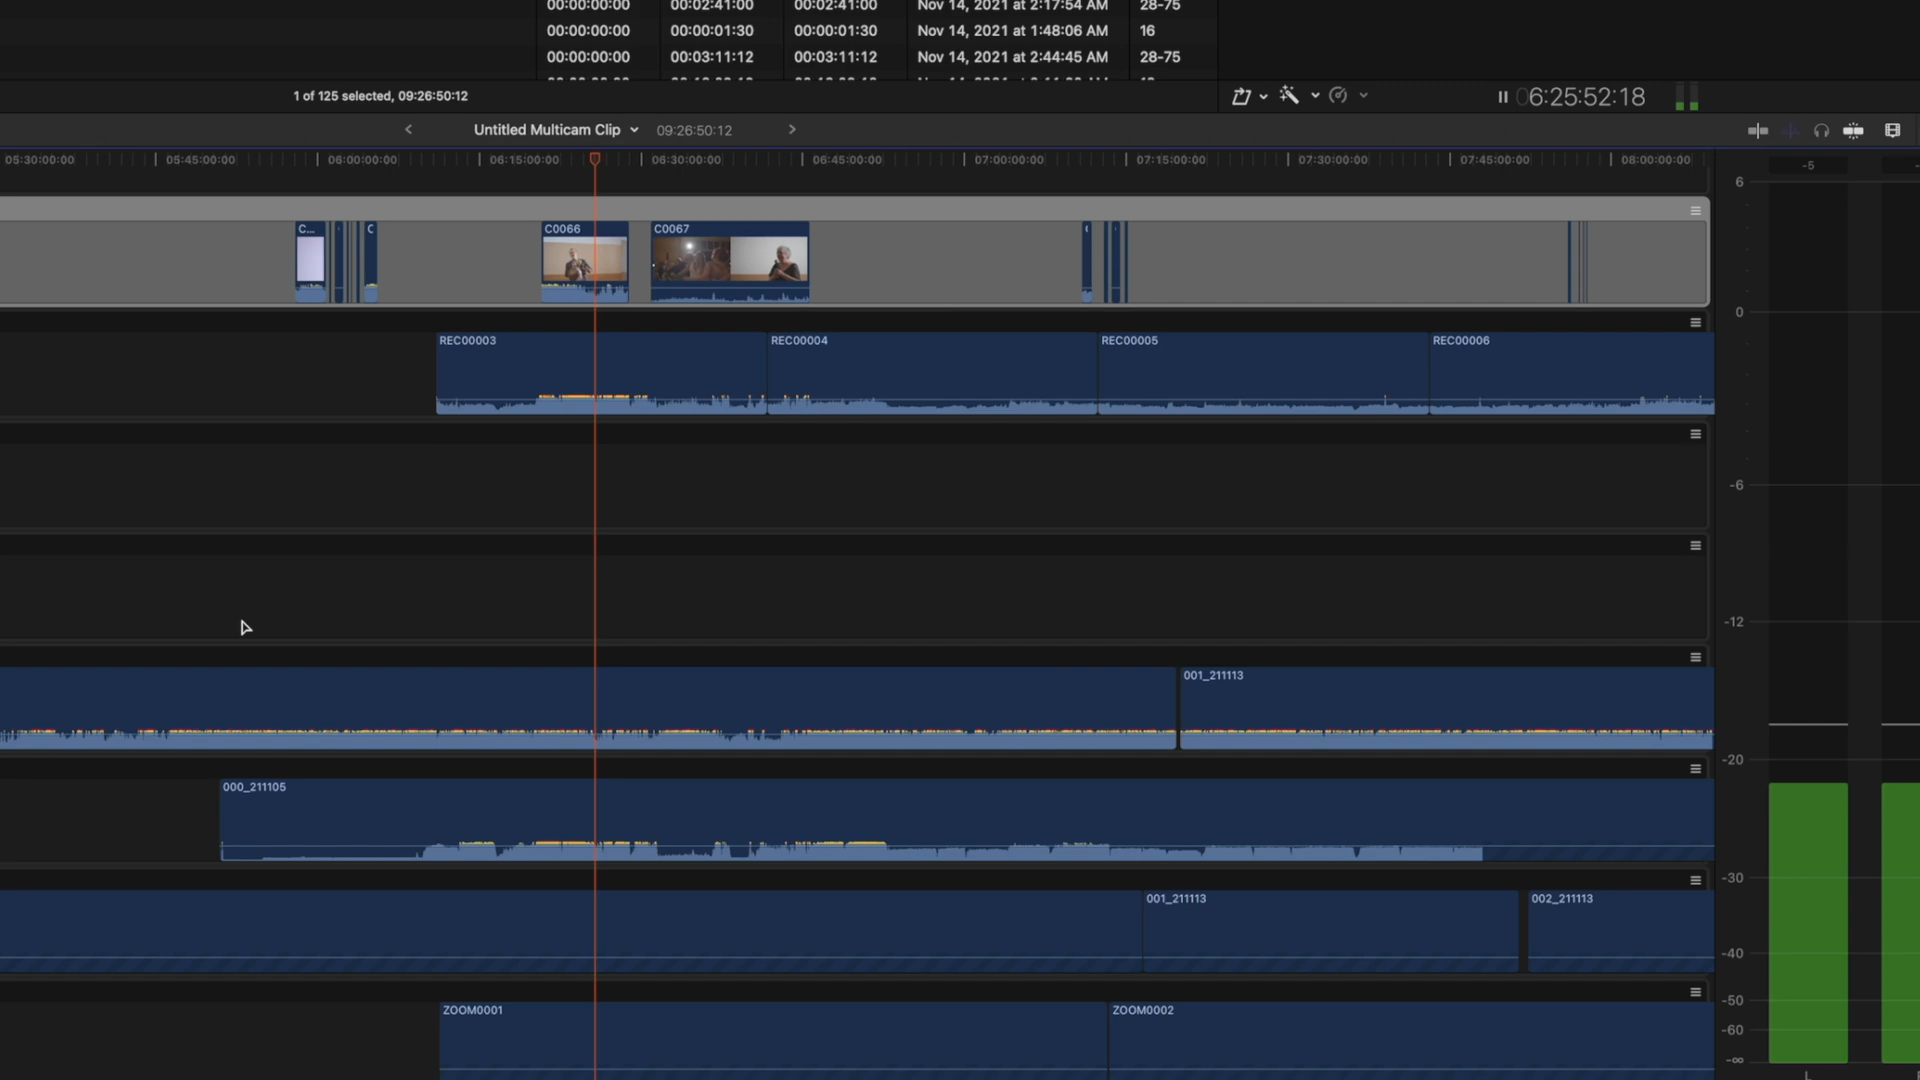 00:00:00:00 00:02:41:00 00:02:41:00 Nov 14, 2021 at 2:17:54 AM 28-75
00:00:00:00 00:00:01:30 00:00:01:30 Nov 14, 2021 at 1:48:06 AM 16
00:00:00:00 00:03:11:12 00:03:11:12 Nov 14, 2021 at 2:44:45 AM 28-75
1 of 125 selected, 09:26:50:12
06:25:52:18
Untitled Multicam Clip 09:26:50:12
05:30:00:00 05:45:00:00 06:00:00:00 06:15:00:00 06:30:00:00 06:45:00:00 07:00:00:00 07:15:00:00 07:30:00:00 07:45:00:00 08:00:00:00
-5
6
C... C C0066 C0067
0
REC00003 REC00004 REC00005 REC00006
-6
-12
001_211113
-20
000_211105
-30
001_211113 002_211113
-40
-50
ZOOM0001 ZOOM0002
-60
-∞
L